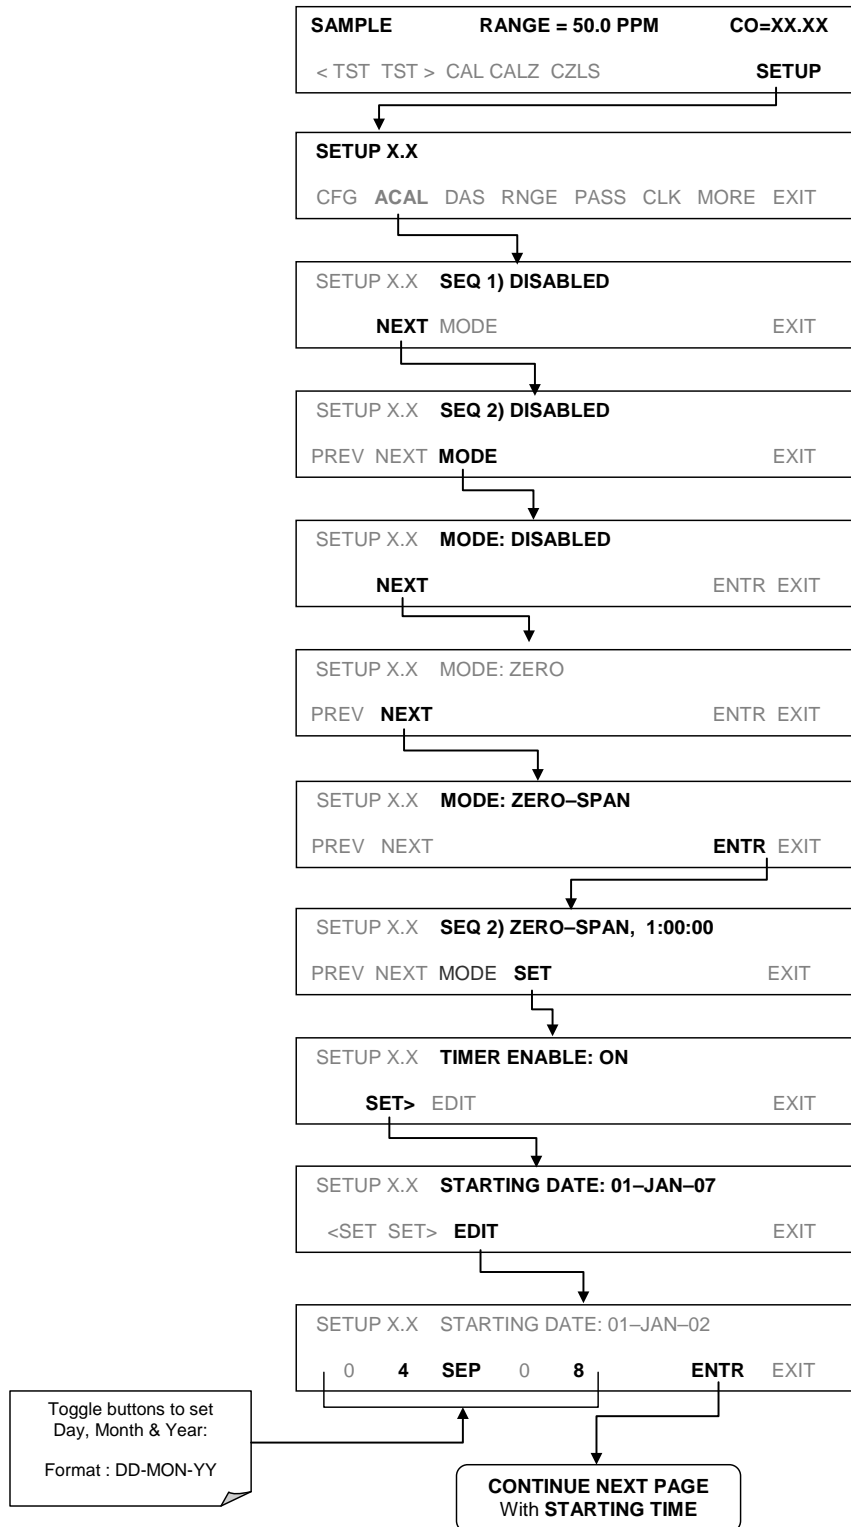 SAMPLE RANGE = 50.0 PPM CO=XX.XX
< TST TST > CAL CALZ CZLS SETUP
SETUP X.X
CFG ACAL DAS RNGE PASS CLK MORE EXIT
SETUP X.X SEQ 1) DISABLED
NEXT MODE EXIT
SETUP X.X SEQ 2) DISABLED
PREV NEXT MODE EXIT
SETUP X.X MODE: DISABLED
NEXT ENTR EXIT
SETUP X.X MODE: ZERO
PREV NEXT ENTR EXIT
SETUP X.X MODE: ZERO–SPAN
PREV NEXT ENTR EXIT
SETUP X.X SEQ 2) ZERO–SPAN, 1:00:00
PREV NEXT MODE SET EXIT
SETUP X.X TIMER ENABLE: ON
SET> EDIT EXIT
SETUP X.X STARTING DATE: 01–JAN–07
<SET SET> EDIT EXIT
SETUP X.X STARTING DATE: 01–JAN–02
0 4 SEP 0 8 ENTR EXIT
Toggle buttons to set
Day, Month & Year:
Format : DD-MON-YY
CONTINUE NEXT PAGE
With STARTING TIME